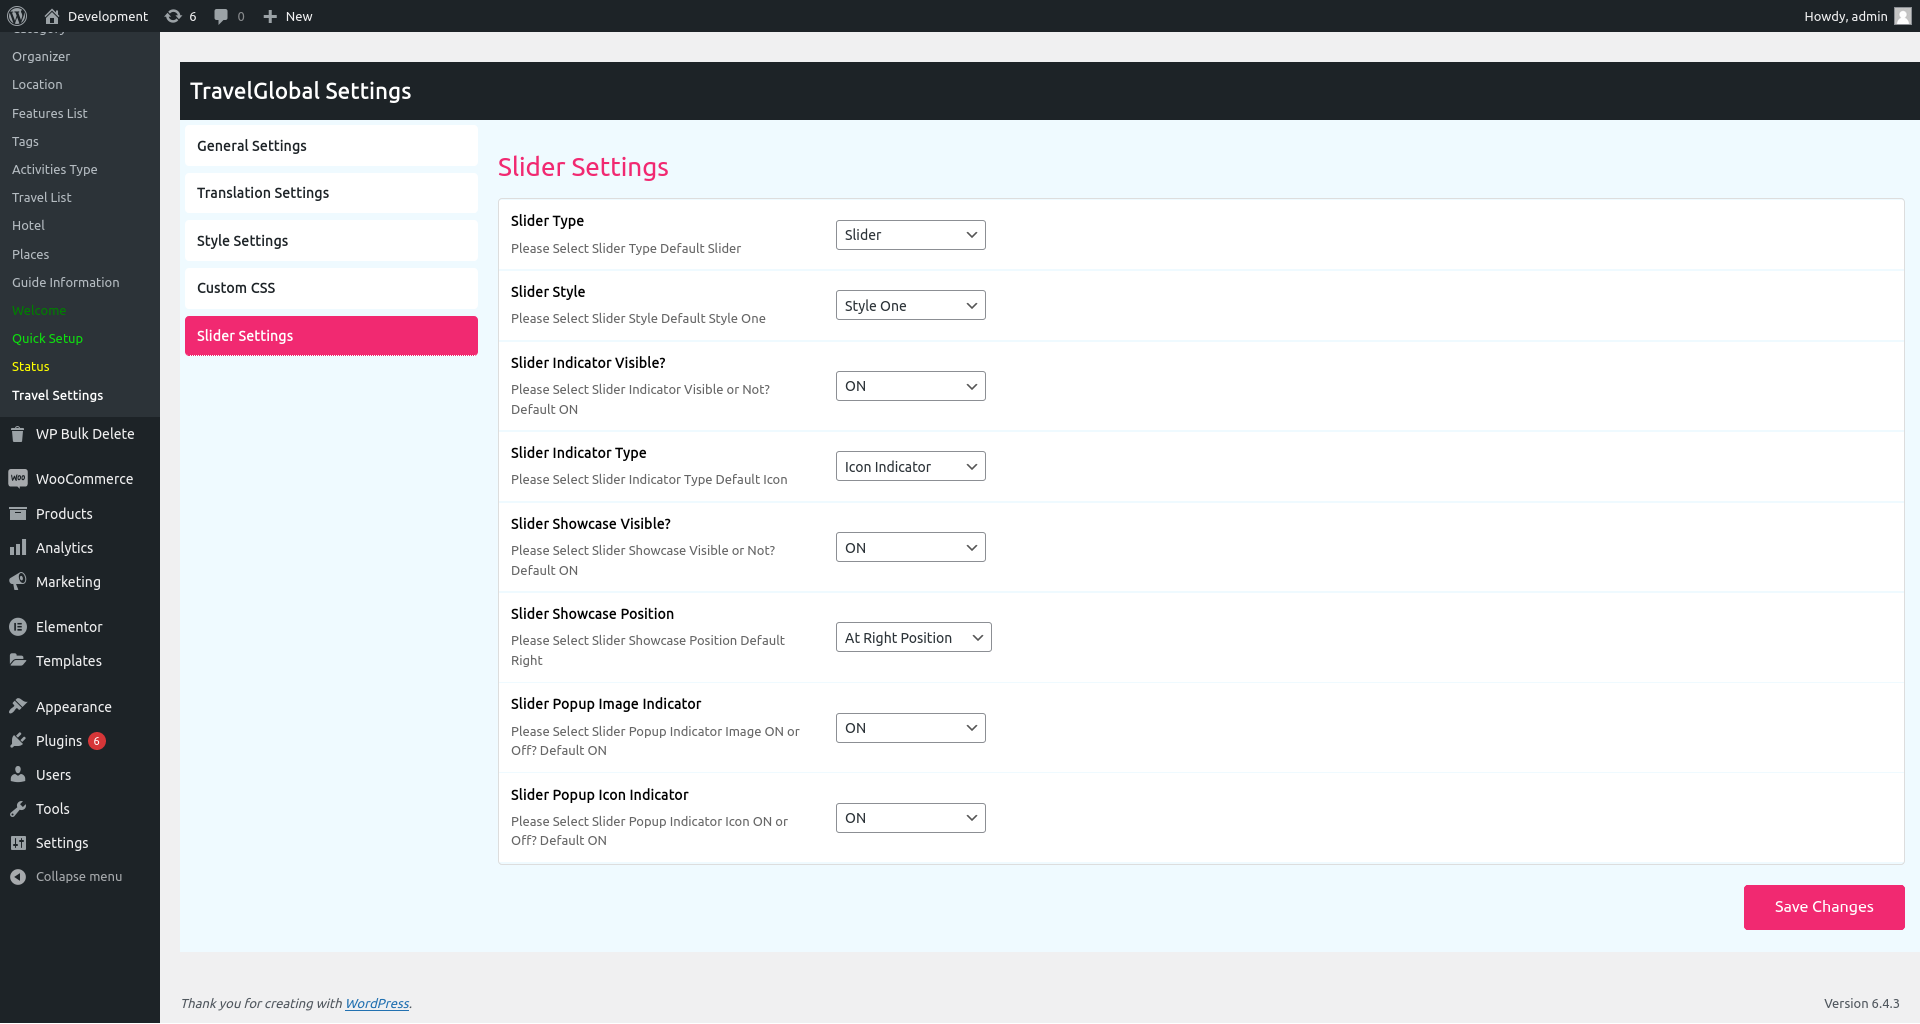 Development
6
0
New
Howdy, admin
Category
Organizer
Location
Features List
Tags
Activities Type
Travel List
Hotel
Places
Guide Information
Welcome
Quick Setup
Status
Travel Settings
WP Bulk Delete
WooCommerce
Products
Analytics
Marketing
Elementor
Templates
Appearance
Plugins 6
Users
Tools
Settings
Collapse menu
TravelGlobal Settings
General Settings
Translation Settings
Style Settings
Custom CSS
Slider Settings
Slider Settings
Slider Type
Please Select Slider Type Default Slider
Slider
Slider Style
Please Select Slider Style Default Style One
Style One
Slider Indicator Visible?
Please Select Slider Indicator Visible or Not?
Default ON
ON
Slider Indicator Type
Please Select Slider Indicator Type Default Icon
Icon Indicator
Slider Showcase Visible?
Please Select Slider Showcase Visible or Not?
Default ON
ON
Slider Showcase Position
Please Select Slider Showcase Position Default
Right
At Right Position
Slider Popup Image Indicator
Please Select Slider Popup Indicator Image ON or
Off? Default ON
ON
Slider Popup Icon Indicator
Please Select Slider Popup Indicator Icon ON or
Off? Default ON
ON
Save Changes
Thank you for creating with WordPress.
Version 6.4.3